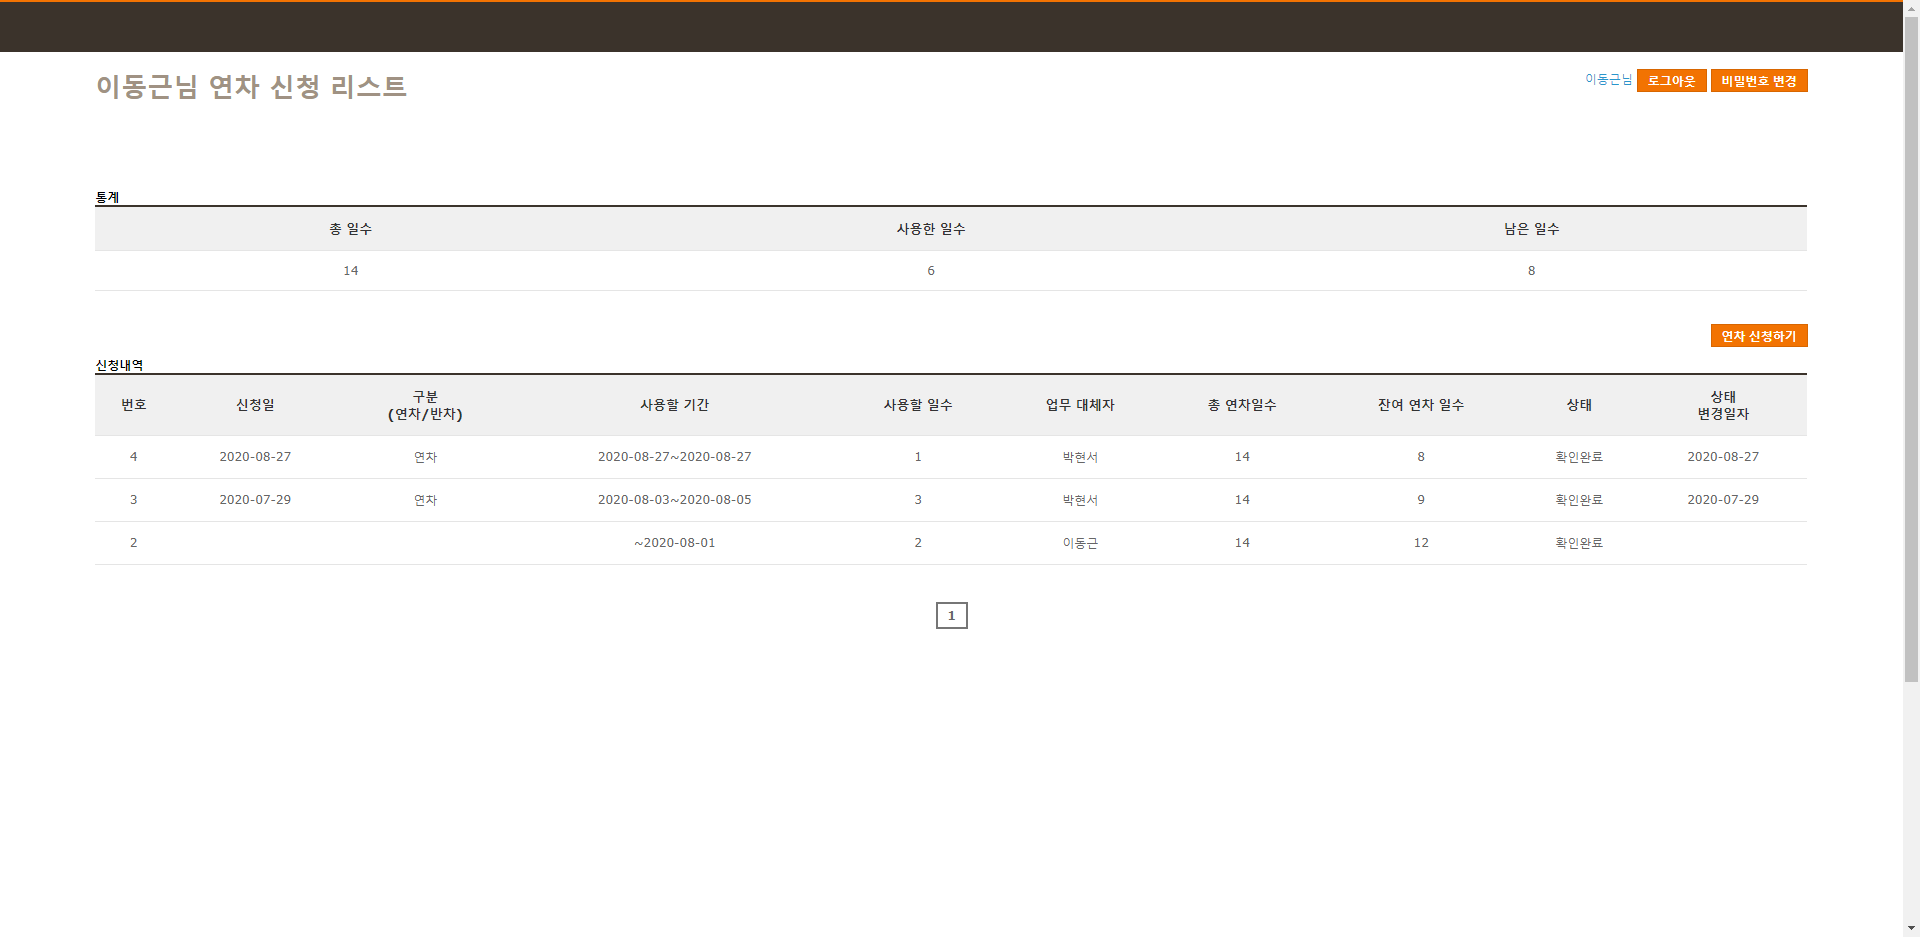 이동근님 연차 신청 리스트
이동근님 로그아웃 비밀번호 변경
통계
총 일수 사용한 일수 남은 일수
14 6 8
연차 신청하기
신청내역
번호 신청일 구분 (연차/반차) 사용할 기간 사용할 일수 업무 대체자 총 연차일수 잔여 연차 일수 상태 상태 변경일자
4 2020-08-27 연차 2020-08-27~2020-08-27 1 박현서 14 8 확인완료 2020-08-27
3 2020-07-29 연차 2020-08-03~2020-08-05 3 박현서 14 9 확인완료 2020-07-29
2 ~2020-08-01 2 이동근 14 12 확인완료
1